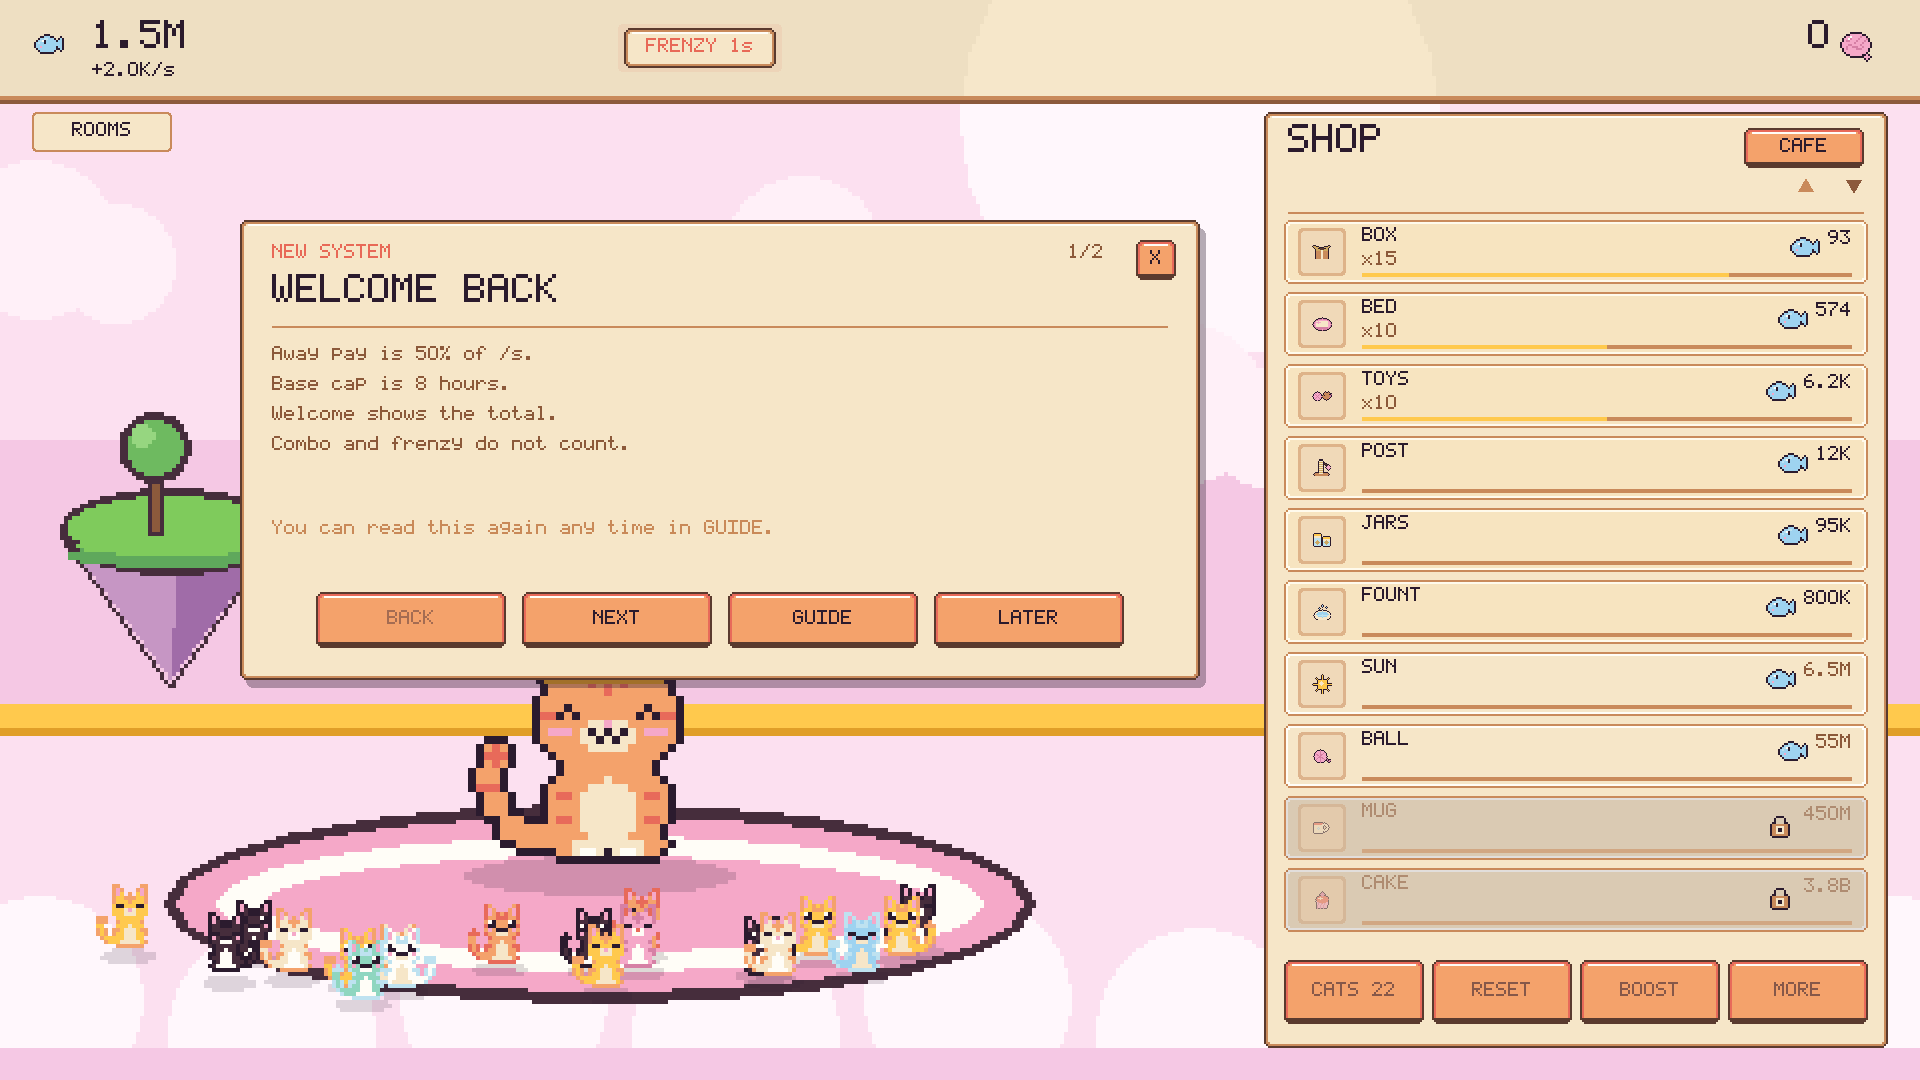 1.5M
+2.0K/s
FRENZY 1s
0
ROOMS
SHOP
CAFE
NEW SYSTEM
1/2
X
WELCOME BACK
Away pay is 50% of /s.
Base cap is 8 hours.
Welcome shows the total.
Combo and frenzy do not count.
You can read this again any time in GUIDE.
BACK
NEXT
GUIDE
LATER
BOX
x15
93
BED
x10
574
TOYS
x10
6.2K
POST
12K
JARS
95K
FOUNT
800K
SUN
6.5M
BALL
55M
MUG
450M
CAKE
3.8B
CATS 22
RESET
BOOST
MORE